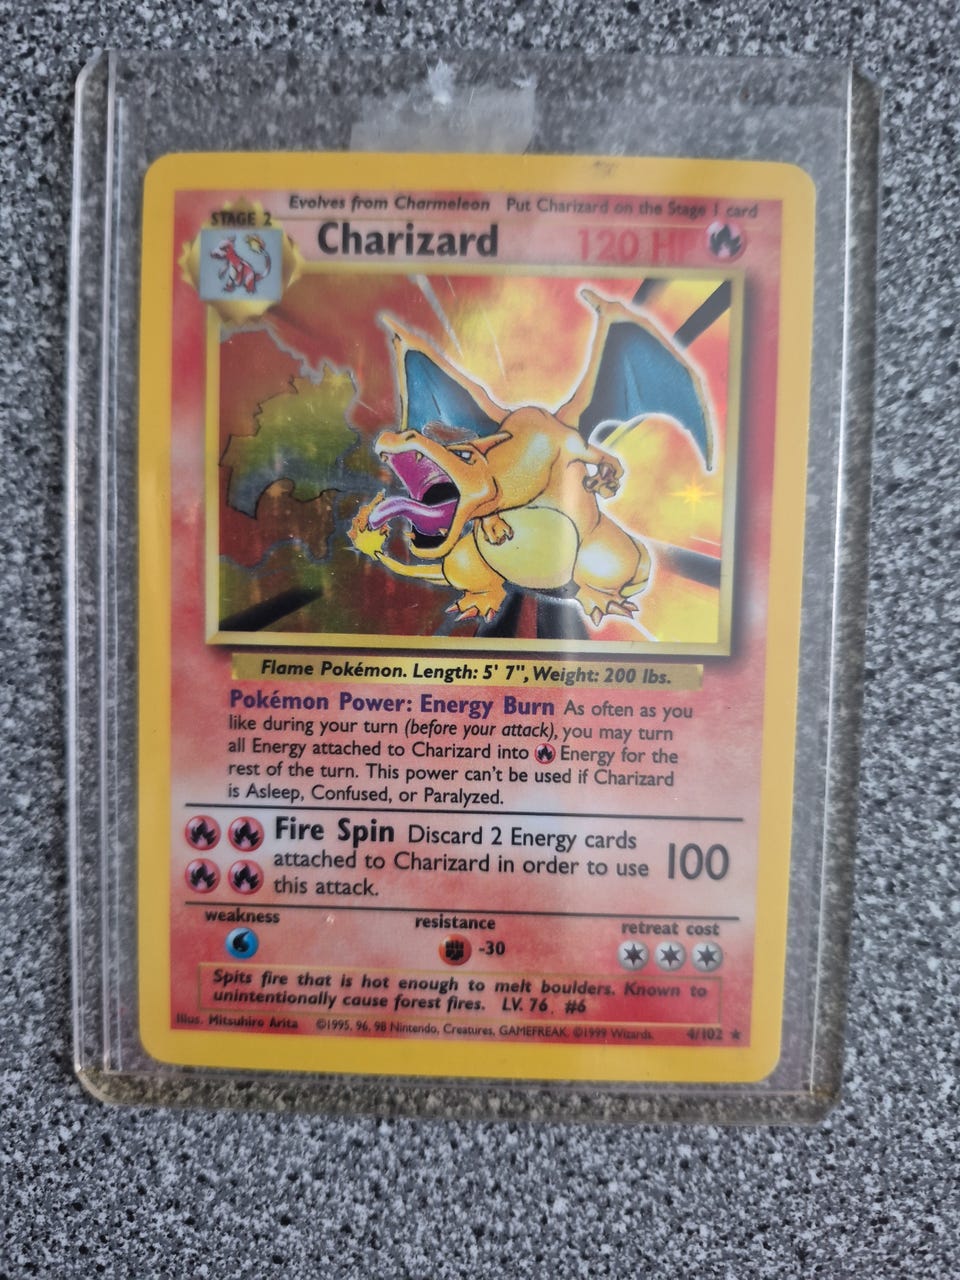 Evolves from Charmeleon Put Charizard on the Stage 1 card
STAGE 2
Charizard 120 HP
Flame Pokémon. Length: 5' 7", Weight: 200 lbs.
Pokémon Power: Energy Burn As often as you
like during your turn (before your attack), you may turn
all Energy attached to Charizard into Energy for the
rest of the turn. This power can't be used if Charizard
is Asleep, Confused, or Paralyzed.
Fire Spin Discard 2 Energy cards
attached to Charizard in order to use
this attack.
100
weakness
resistance
-30
retreat cost
Spits fire that is hot enough to melt boulders. Known to
unintentionally cause forest fires. LV. 76 #6
Illus. Mitsuhiro Arita ©1995, 96, 98 Nintendo, Creatures, GAMEFREAK. ©1999 Wizards. 4/102 ★